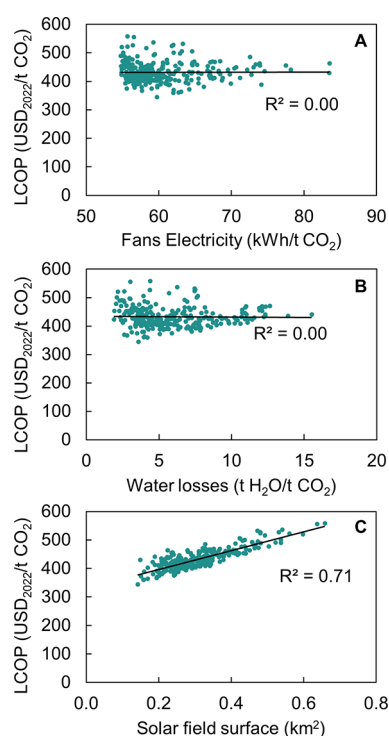 600
500
400
300
200
100
0
LCOP (USD2022/t CO2)
A
R² = 0.00
50 60 70 80 90
Fans Electricity (kWh/t CO2)
600
500
400
300
200
100
0
LCOP (USD2022/t CO2)
B
R² = 0.00
0 5 10 15 20
Water losses (t H2O/t CO2)
600
500
400
300
200
100
0
LCOP (USD2022/t CO2)
C
R² = 0.71
0.0 0.2 0.4 0.6 0.8
Solar field surface (km²)